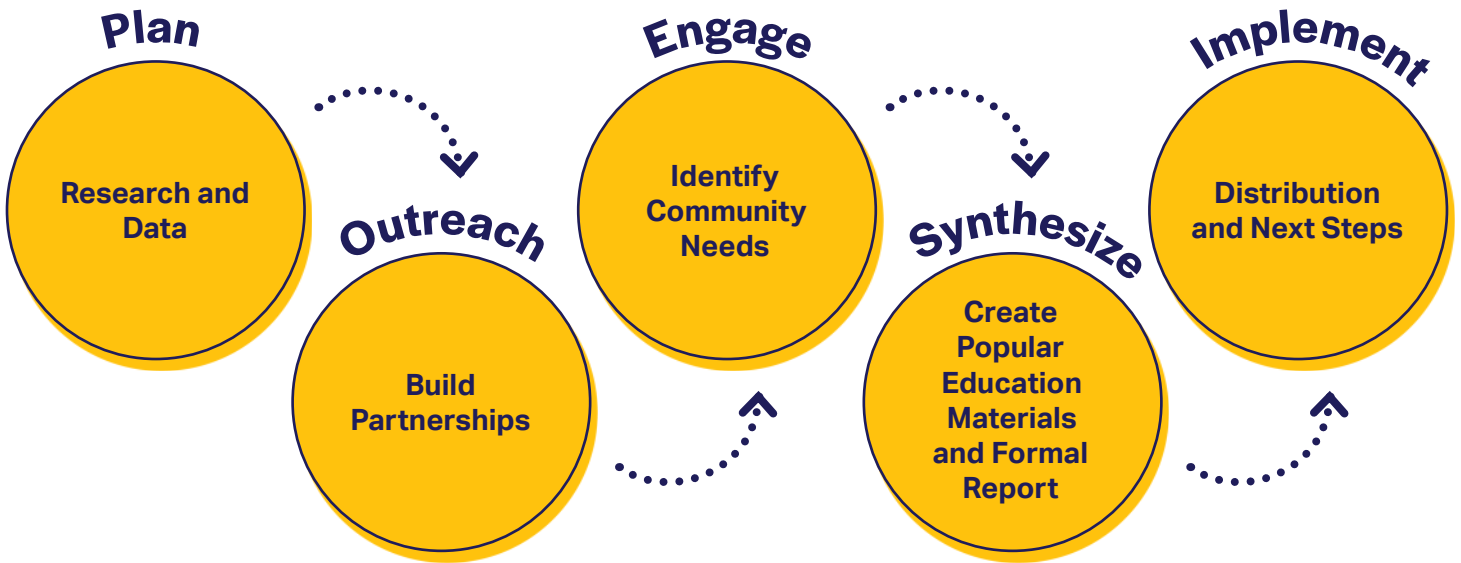 Plan
Research and
Data
Outreach
Build
Partnerships
Engage
Identify
Community
Needs
Synthesize
Create
Popular
Education
Materials
and Formal
Report
Implement
Distribution
and Next Steps